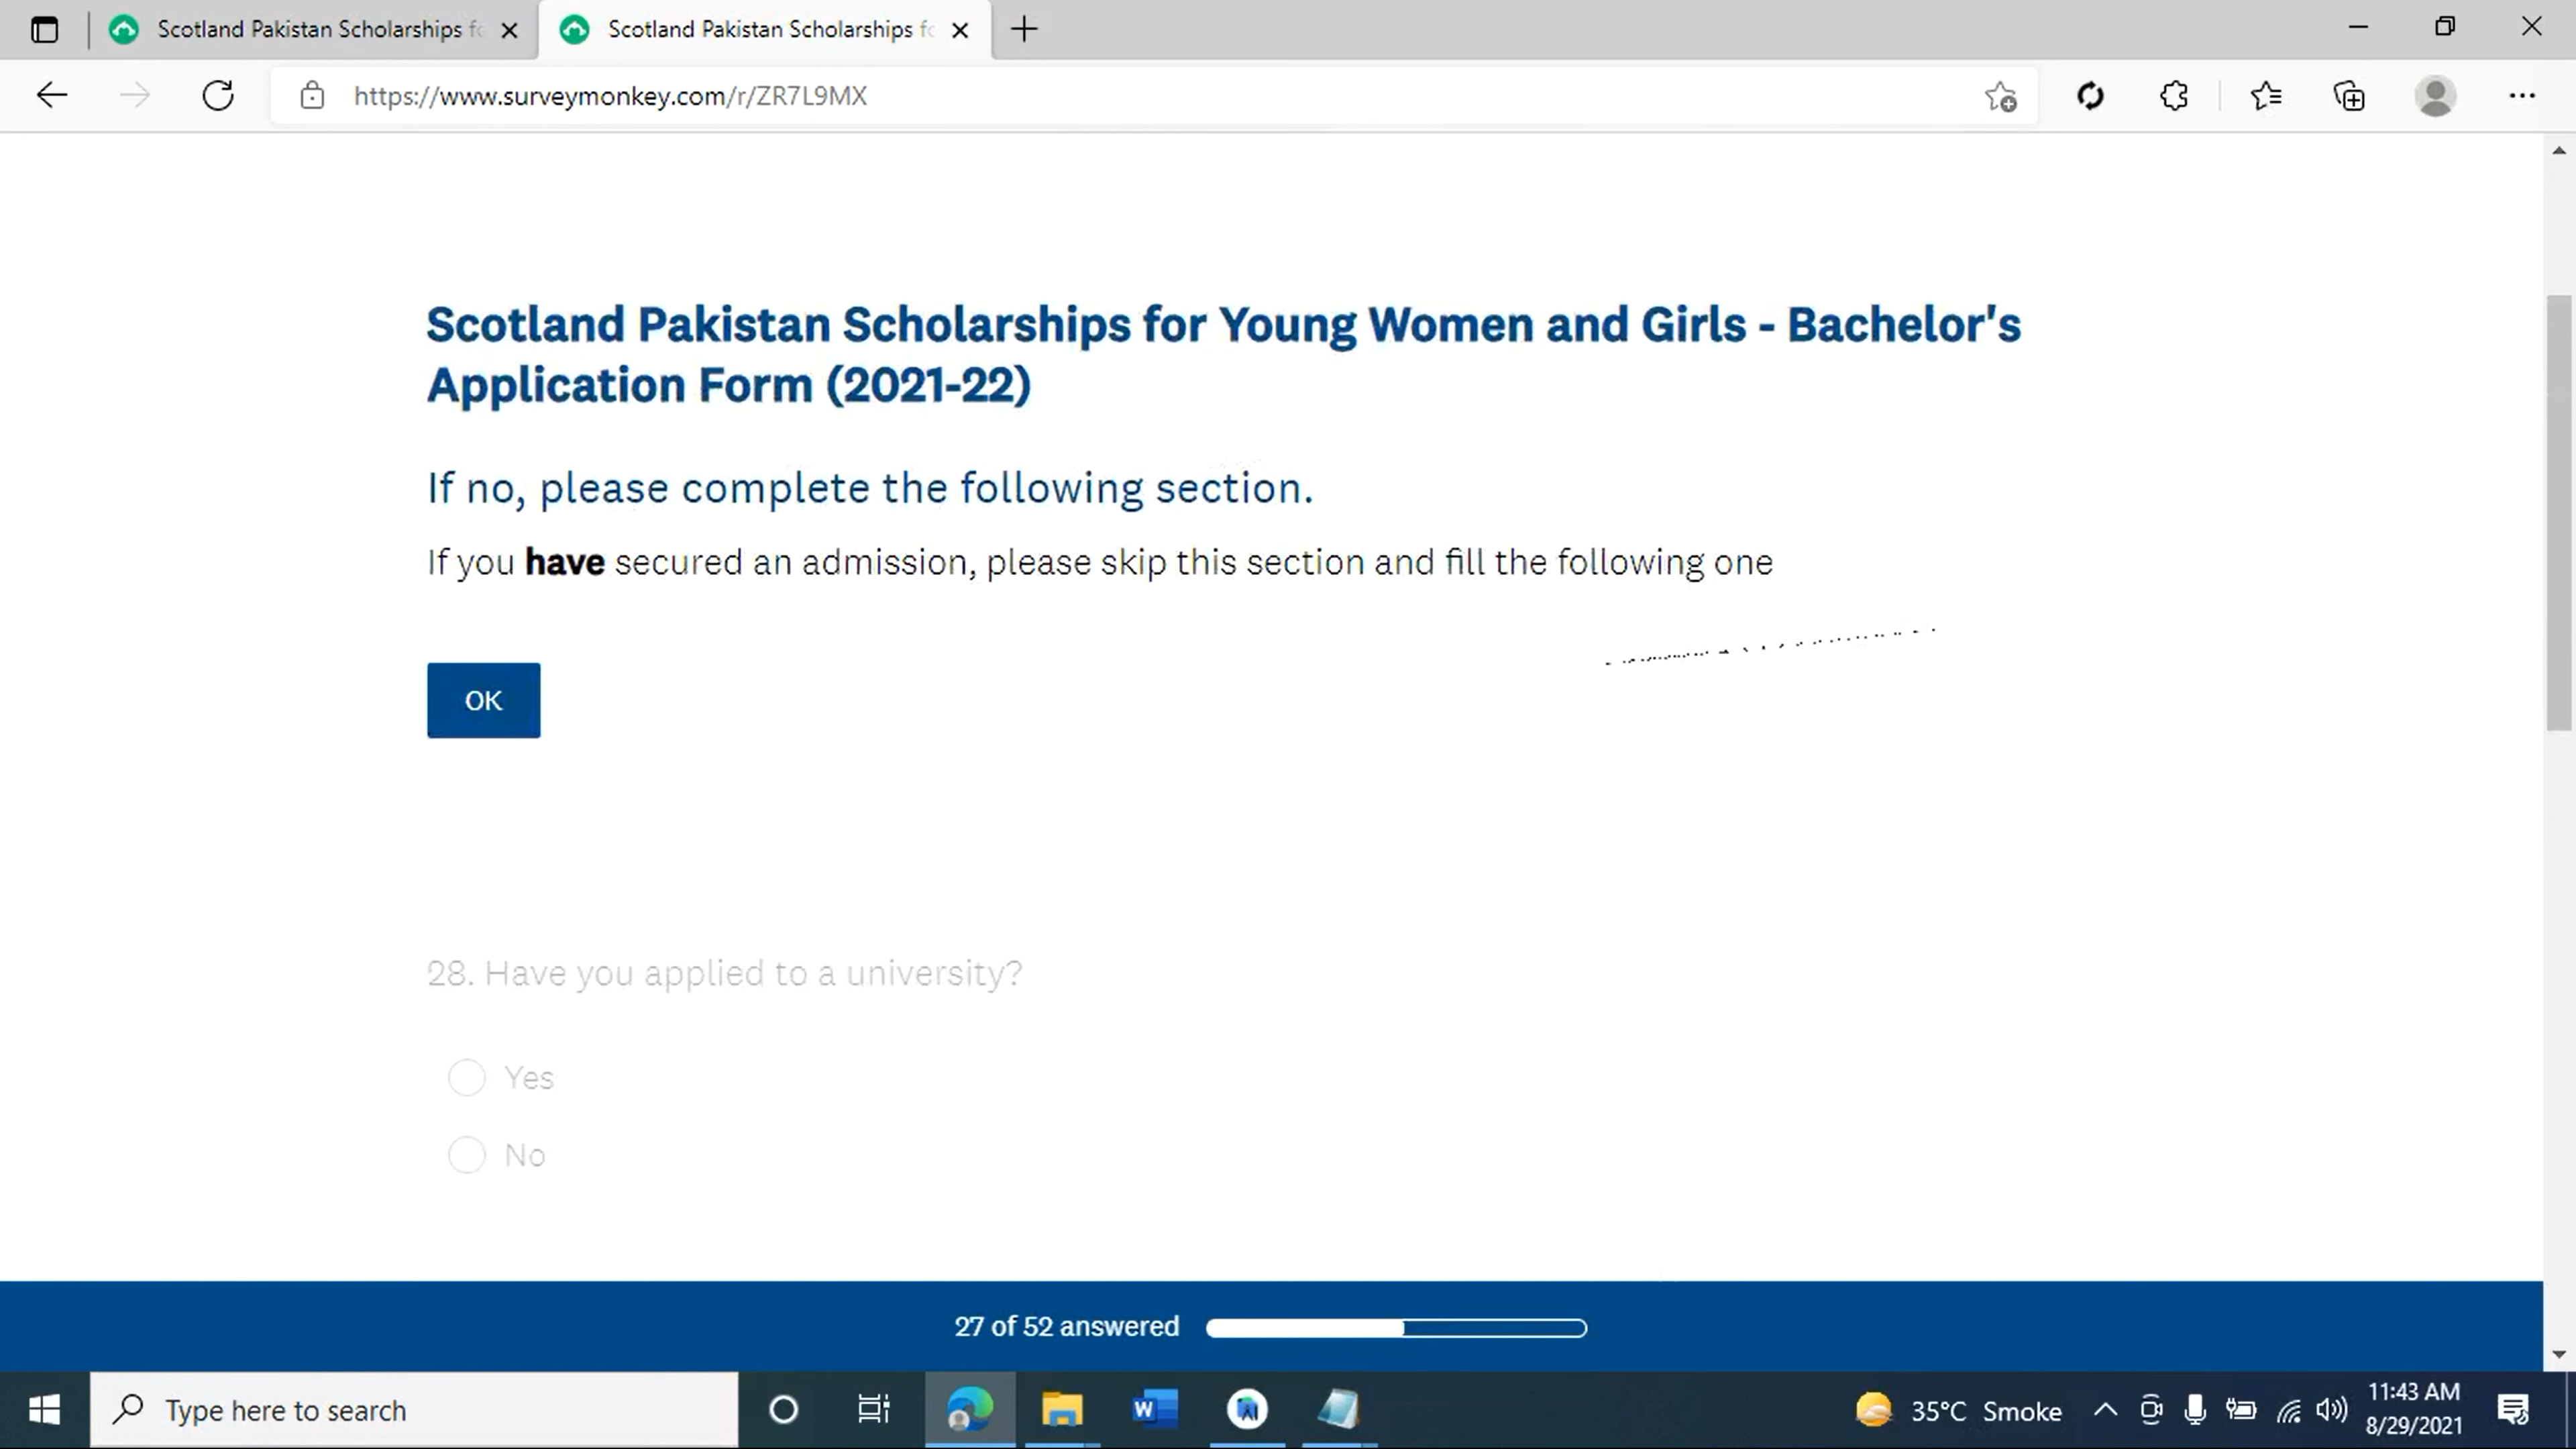 Scotland Pakistan Scholarships fo
Scotland Pakistan Scholarships fo
https://www.surveymonkey.com/r/ZR7L9MX
Scotland Pakistan Scholarships for Young Women and Girls - Bachelor's
Application Form (2021-22)
If no, please complete the following section.
If you have secured an admission, please skip this section and fill the following one
OK
28. Have you applied to a university?
Yes
No
27 of 52 answered
Type here to search
35°C Smoke
11:43 AM
8/29/2021